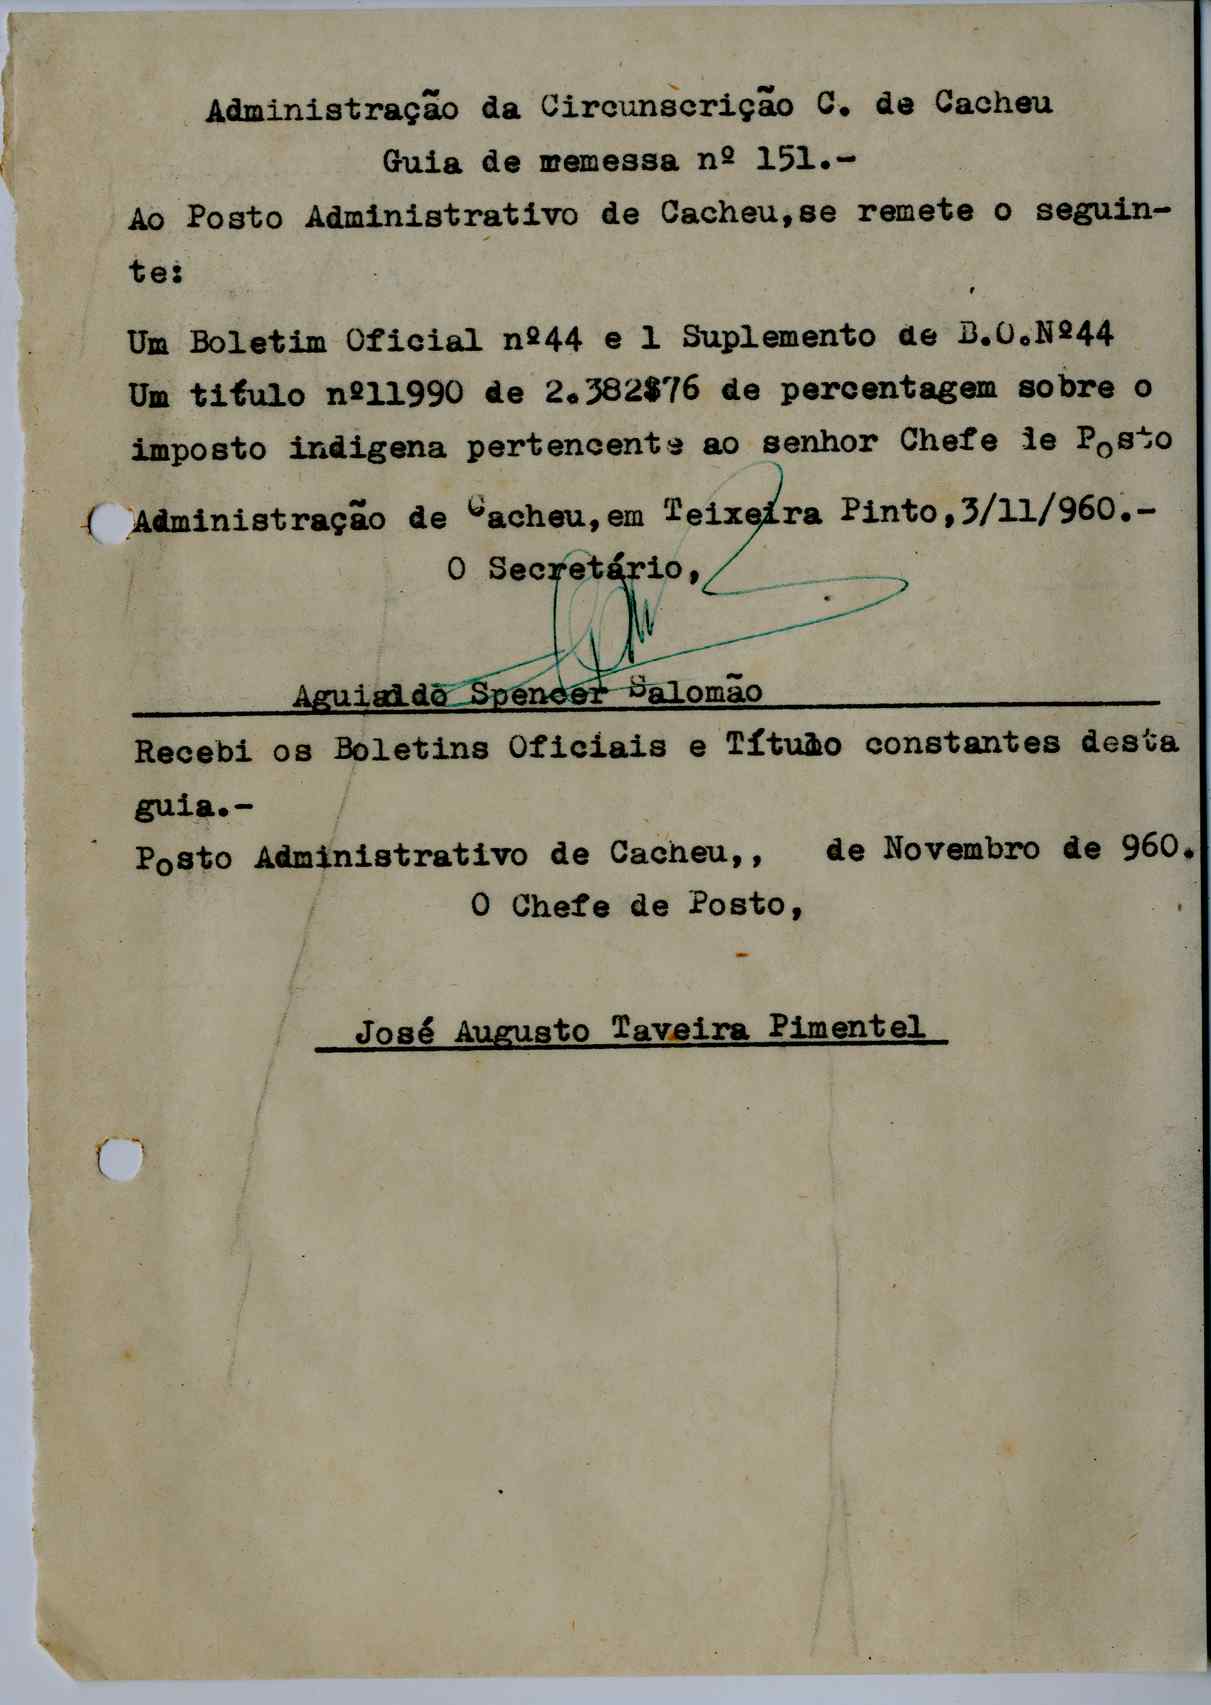 Administração da Circunscrição C. de Cacheu
Guia de remessa nº 151.-
Ao Posto Administrativo de Cacheu,se remete o seguin-
te:
Um Boletim Oficial nº44 e 1 Suplemento de B.O.Nº44
Um titulo nº11990 de 2.382$76 de percentagem sobre o
imposto indigena pertencente ao senhor Chefe de Posto
Administração de Cacheu,em Teixeira Pinto,3/11/960.-
O Secretário,
Aguialdo Spencer Salomão
Recebi os Boletins Oficiais e Título constantes desta
guia.-
Posto Administrativo de Cacheu,, de Novembro de 960.
O Chefe de Posto,
José Augusto Taveira Pimentel